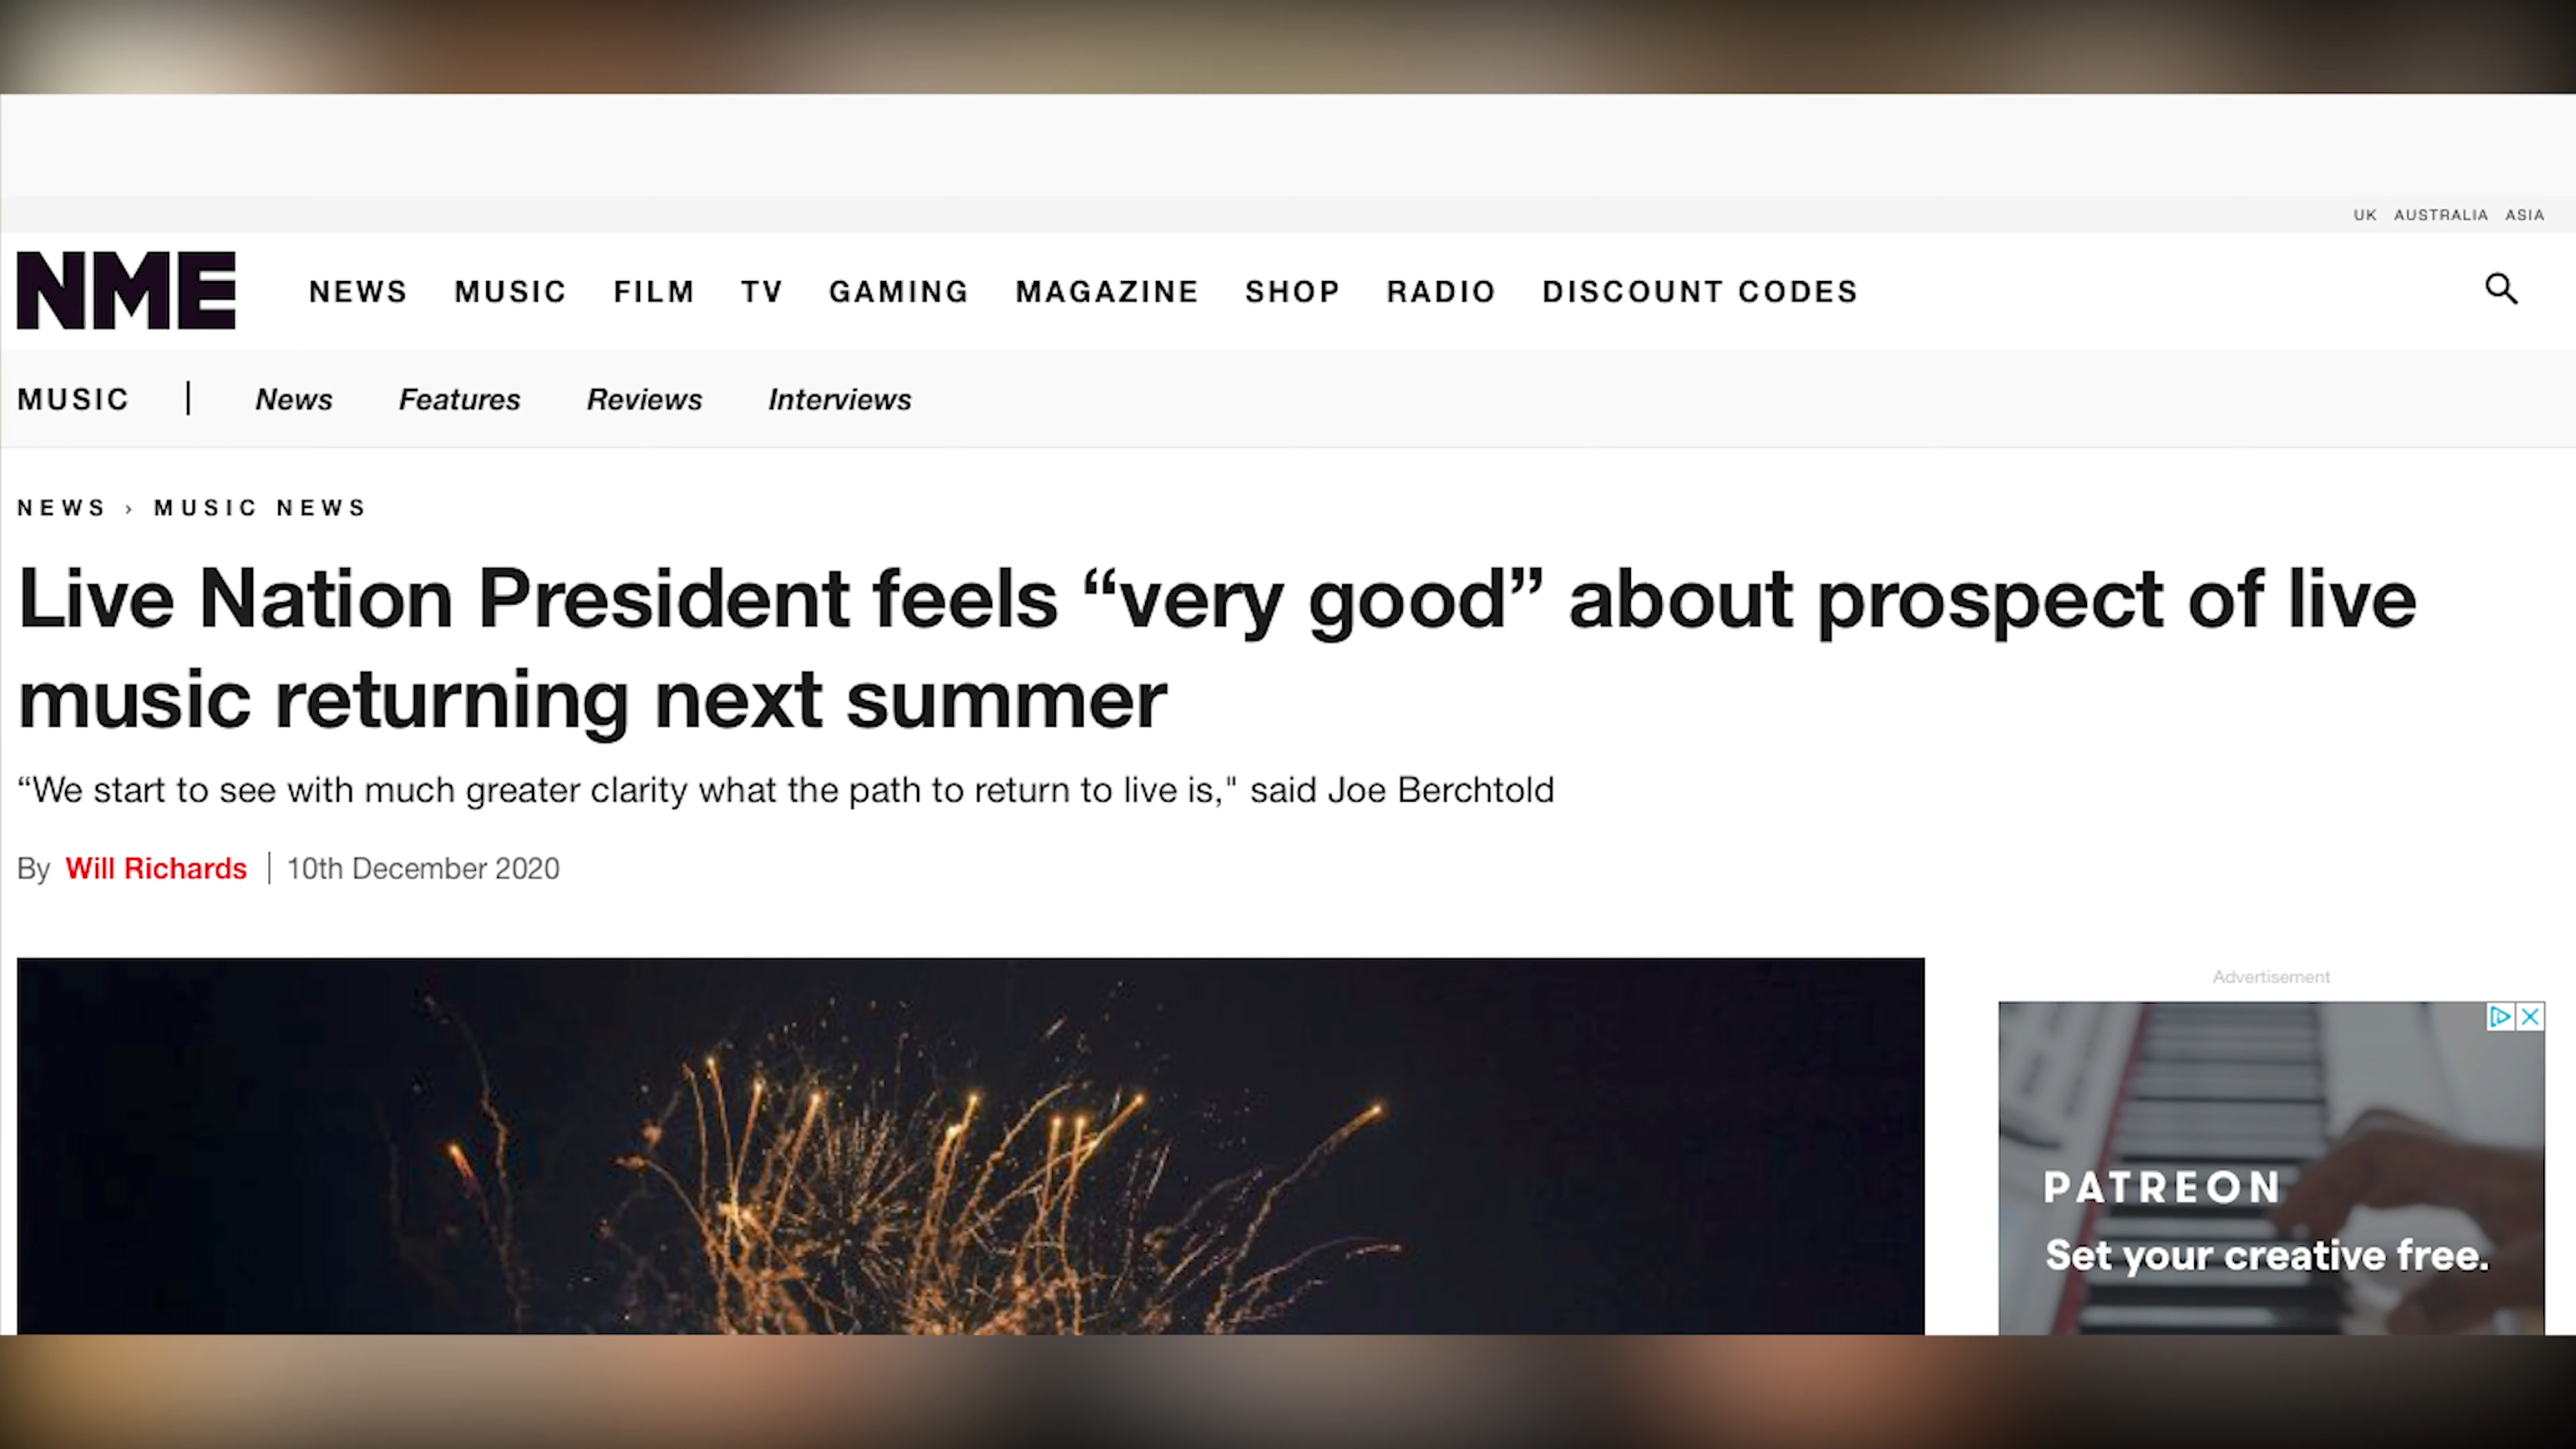 UK AUSTRALIA ASIA
NME NEWS MUSIC FILM TV GAMING MAGAZINE SHOP RADIO DISCOUNT CODES
MUSIC | News Features Reviews Interviews
NEWS › MUSIC NEWS
Live Nation President feels “very good” about prospect of live
music returning next summer
“We start to see with much greater clarity what the path to return to live is," said Joe Berchtold
By Will Richards | 10th December 2020
Advertisement
PATREON
Set your creative free.